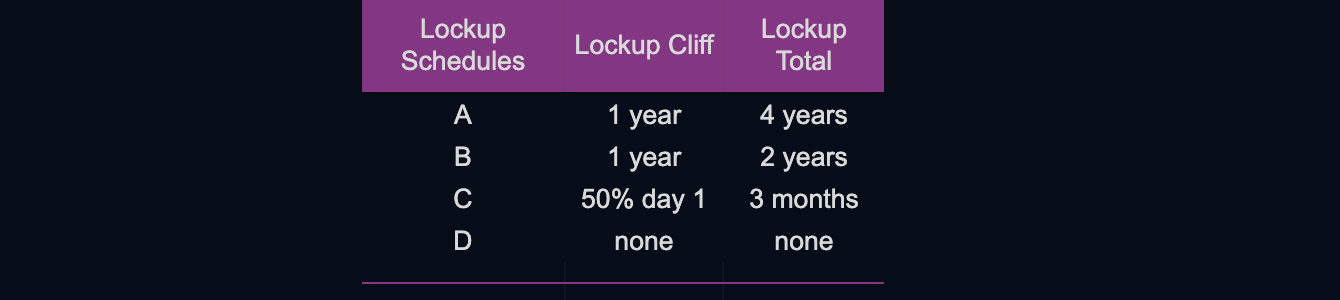 Lockup Schedules Lockup Cliff Lockup Total
A 1 year 4 years
B 1 year 2 years
C 50% day 1 3 months
D none none